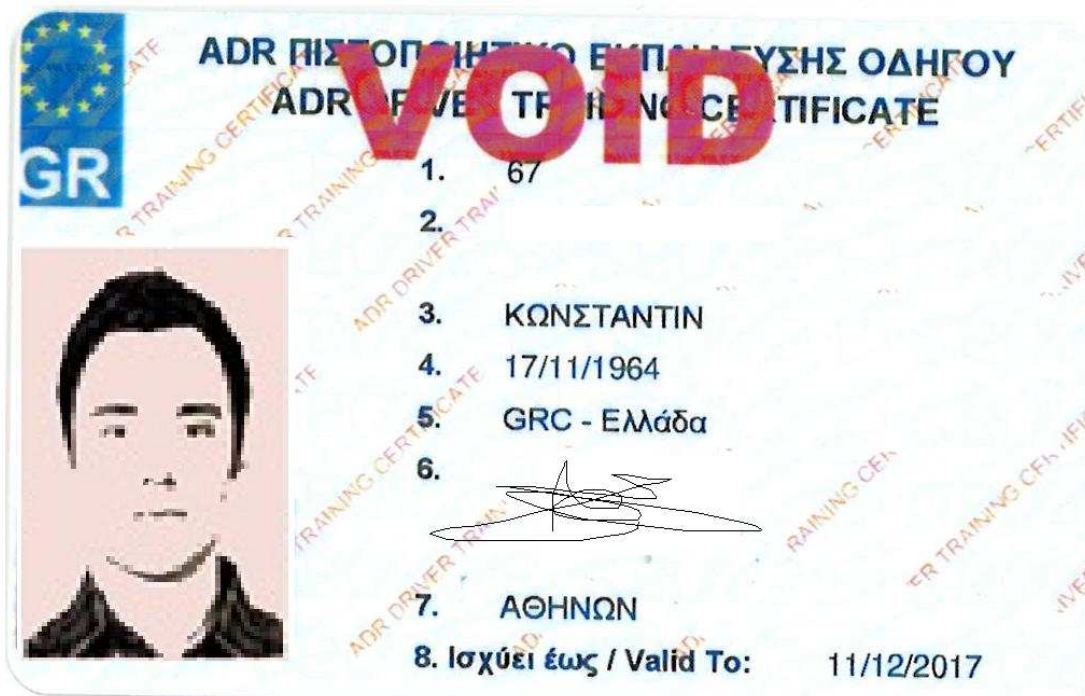 GR
ADR ΠΙΣΤΟΠΟΙΗΤΙΚΟ ΕΚΠΑΙΔΕΥΣΗΣ ΟΔΗΓΟΥ
ADR DRIVER TRAINING CERTIFICATE
VOID
1. 67
2.
3. ΚΩΝΣΤΑΝΤΙΝ
4. 17/11/1964
5. GRC - Ελλάδα
6.
7. ΑΘΗΝΩΝ
8. Ισχύει έως / Valid To: 11/12/2017